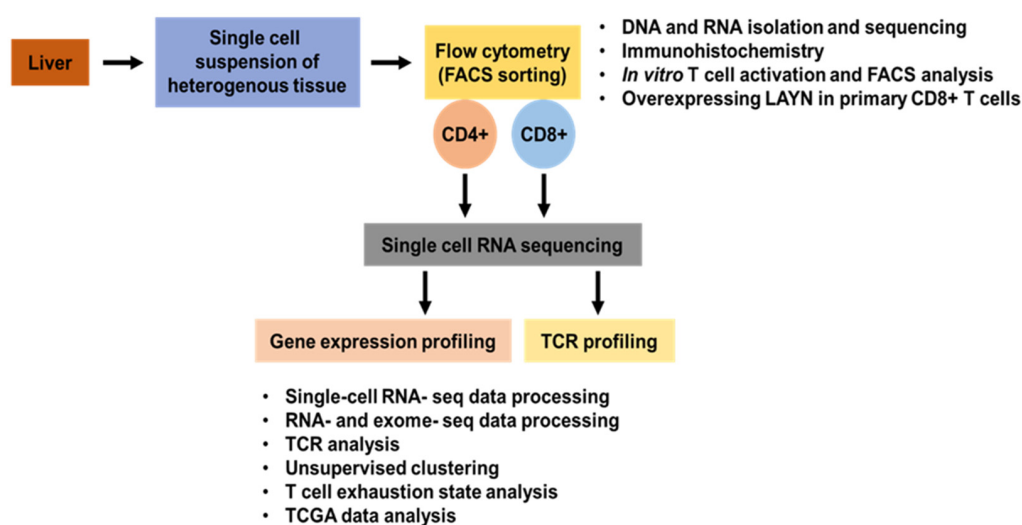 Liver
Single cell
suspension of
heterogenous tissue
Flow cytometry
(FACS sorting)
• DNA and RNA isolation and sequencing
• Immunohistochemistry
• In vitro T cell activation and FACS analysis
• Overexpressing LAYN in primary CD8+ T cells
CD4+
CD8+
Single cell RNA sequencing
Gene expression profiling
TCR profiling
• Single-cell RNA- seq data processing
• RNA- and exome- seq data processing
• TCR analysis
• Unsupervised clustering
• T cell exhaustion state analysis
• TCGA data analysis